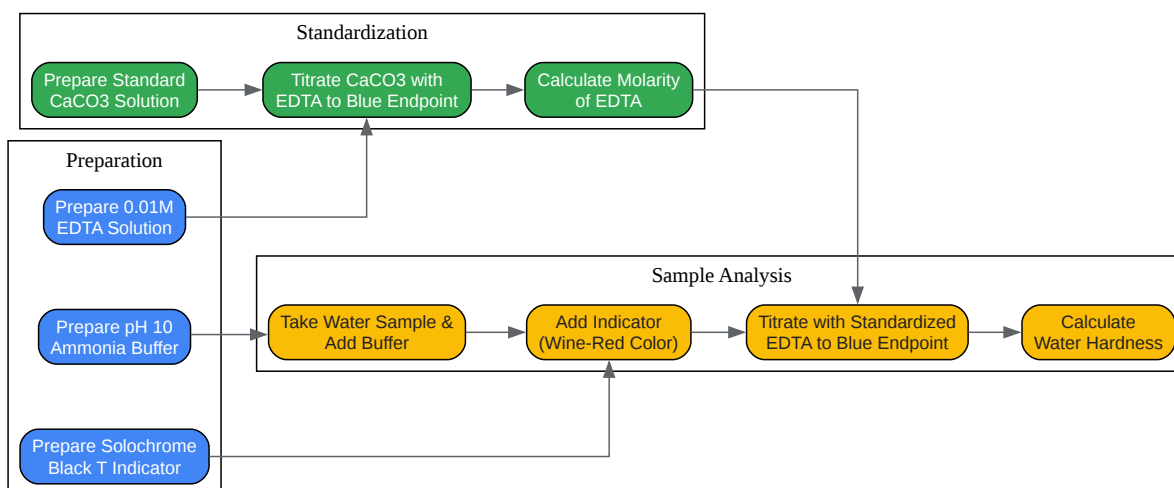 Standardization
Prepare Standard
CaCO3 Solution
Titrate CaCO3 with
EDTA to Blue Endpoint
Calculate Molarity
of EDTA
Preparation
Prepare 0.01M
EDTA Solution
Prepare pH 10
Ammonia Buffer
Prepare Solochrome
Black T Indicator
Sample Analysis
Take Water Sample &
Add Buffer
Add Indicator
(Wine-Red Color)
Titrate with Standardized
EDTA to Blue Endpoint
Calculate
Water Hardness